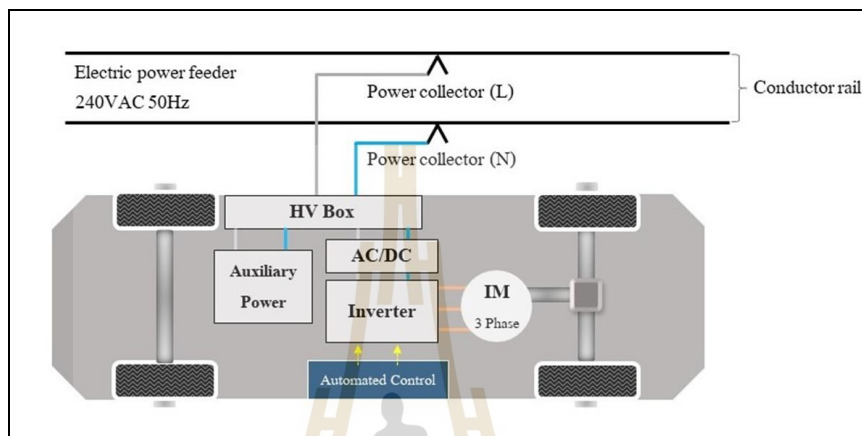 Electric power feeder
240VAC 50Hz
Power collector (L)
Conductor rail
Power collector (N)
HV Box
Auxiliary
Power
AC/DC
Inverter
IM
3 Phase
Automated Control